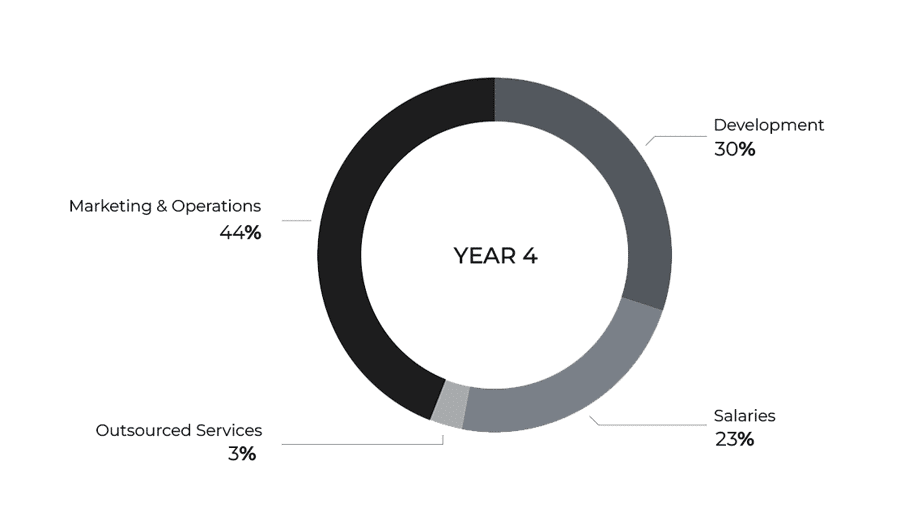 Development
30%
Marketing & Operations
44%
YEAR 4
Salaries
23%
Outsourced Services
3%